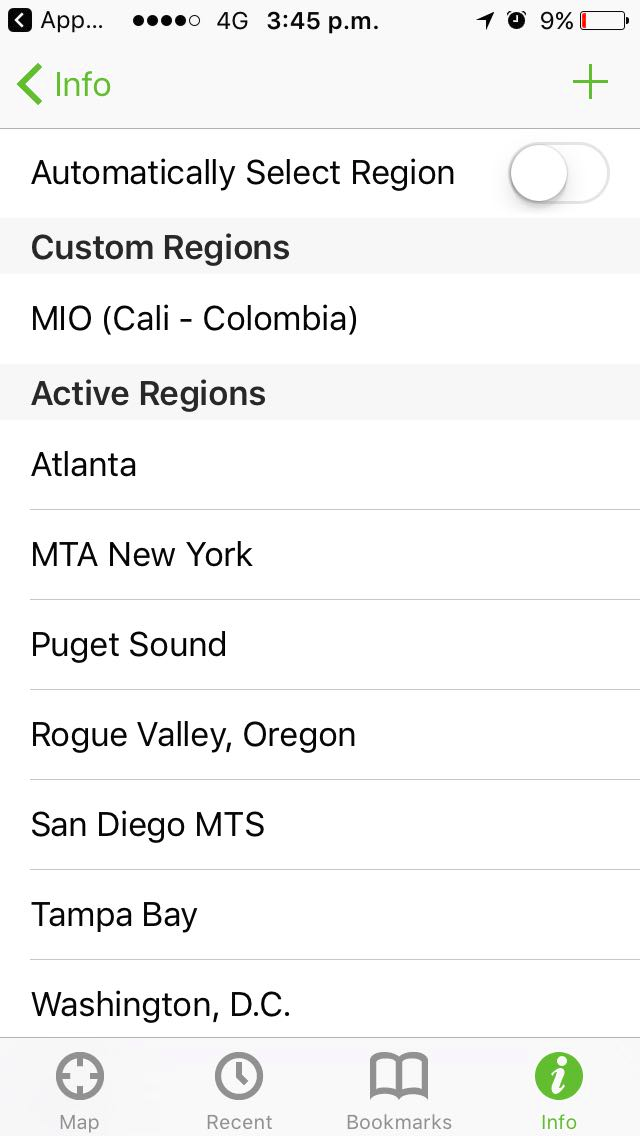 App... 4G 3:45 p.m. 9%
Info
Automatically Select Region
Custom Regions
MIO (Cali - Colombia)
Active Regions
Atlanta
MTA New York
Puget Sound
Rogue Valley, Oregon
San Diego MTS
Tampa Bay
Washington, D.C.
Map Recent Bookmarks Info